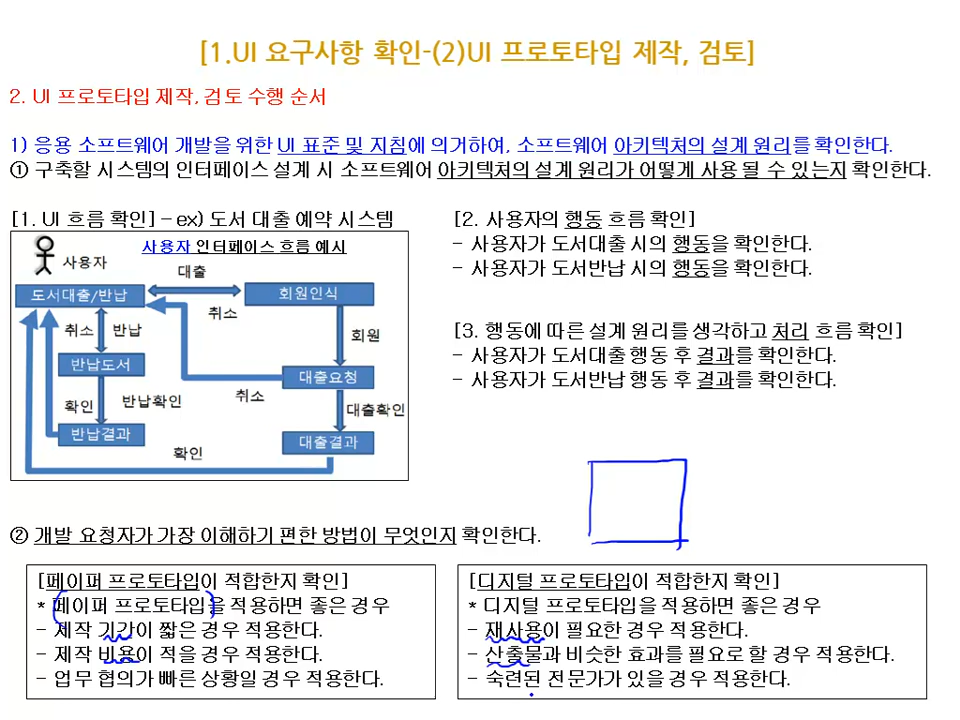 [1.UI 요구사항 확인-(2)UI 프로토타입 제작, 검토]
2. UI 프로토타입 제작, 검토 수행 순서
1) 응용 소프트웨어 개발을 위한 UI 표준 및 지침에 의거하여, 소프트웨어 아키텍처의 설계 원리를 확인한다.
① 구축할 시스템의 인터페이스 설계 시 소프트웨어 아키텍처의 설계 원리가 어떻게 사용 될 수 있는지 확인한다.
[1. UI 흐름 확인] – ex) 도서 대출 예약 시스템
사용자 인터페이스 흐름 예시
사용자
대출
도서대출/반납
회원인식
취소
취소
반납
회원
반납도서
대출요청
확인
반납확인
취소
대출확인
반납결과
대출결과
확인
[2. 사용자의 행동 흐름 확인]
- 사용자가 도서대출 시의 행동을 확인한다.
- 사용자가 도서반납 시의 행동을 확인한다.
[3. 행동에 따른 설계 원리를 생각하고 처리 흐름 확인]
- 사용자가 도서대출 행동 후 결과를 확인한다.
- 사용자가 도서반납 행동 후 결과를 확인한다.
② 개발 요청자가 가장 이해하기 편한 방법이 무엇인지 확인한다.
[페이퍼 프로토타입이 적합한지 확인]
* 페이퍼 프로토타입을 적용하면 좋은 경우
- 제작 기간이 짧은 경우 적용한다.
- 제작 비용이 적을 경우 적용한다.
- 업무 협의가 빠른 상황일 경우 적용한다.
[디지털 프로토타입이 적합한지 확인]
* 디지털 프로토타입을 적용하면 좋은 경우
- 재사용이 필요한 경우 적용한다.
- 산출물과 비슷한 효과를 필요로 할 경우 적용한다.
- 숙련된 전문가가 있을 경우 적용한다.